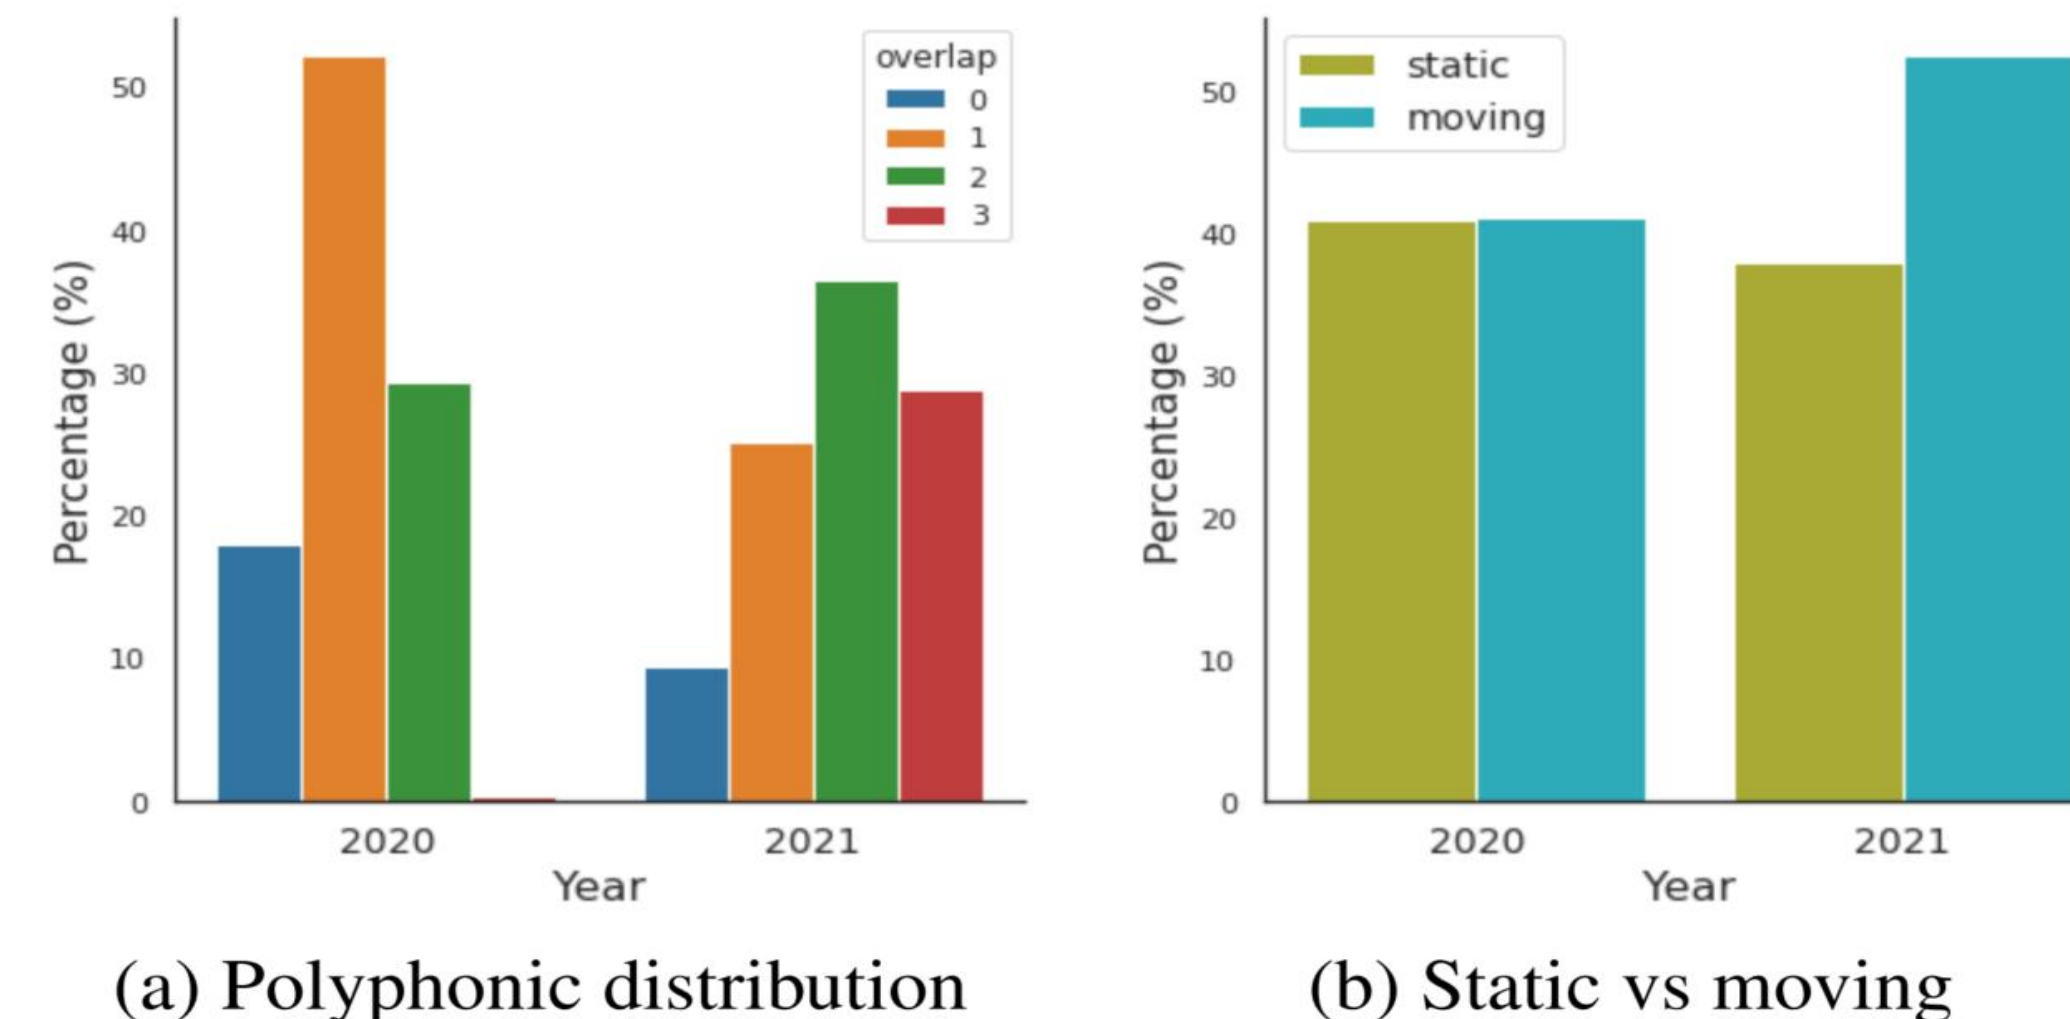 overlap
0
1
2
3
50
40
30
20
10
0
Percentage (%)
2020 2021
Year
(a) Polyphonic distribution
static
moving
50
40
30
20
10
0
Percentage (%)
2020 2021
Year
(b) Static vs moving